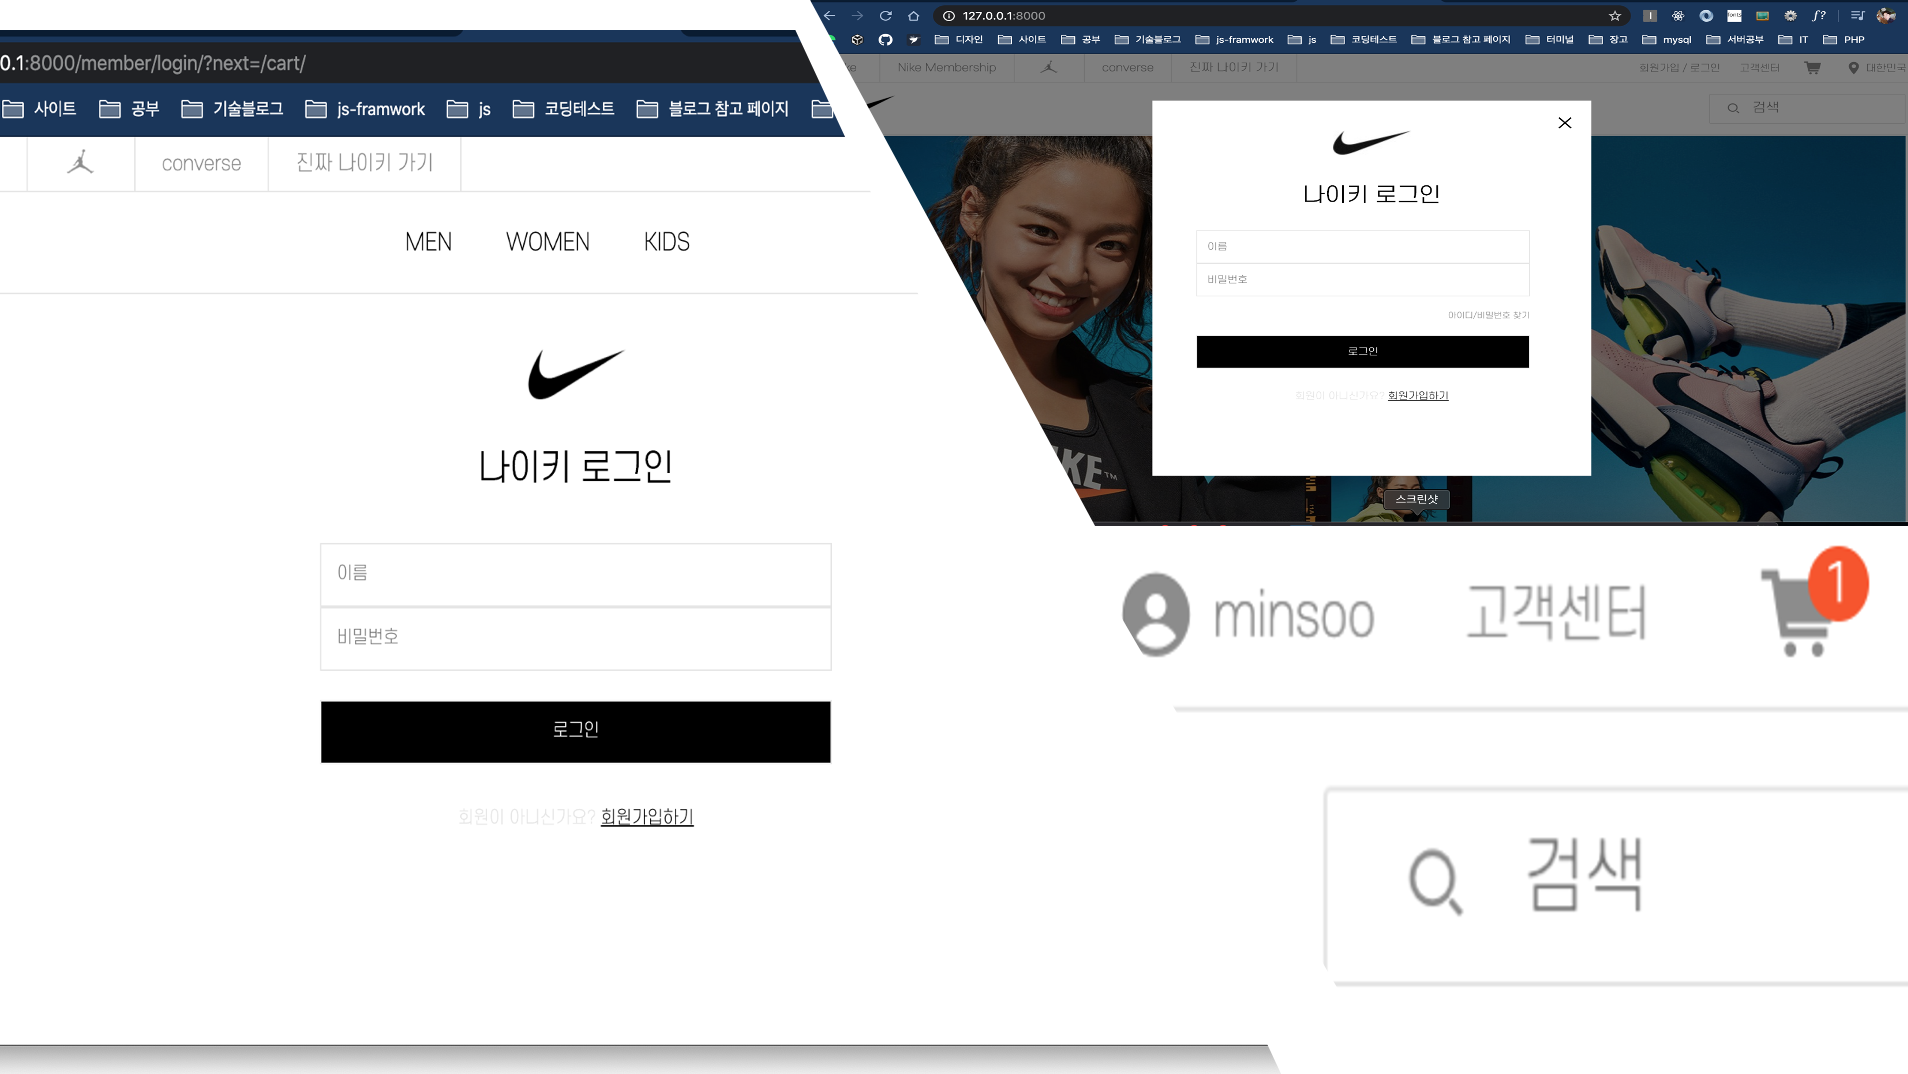 0.1:8000/member/login/?next=/cart/
사이트 공부 기술블로그 js-framwork js 코딩테스트 블로그 참고 페이지
converse 진짜 나이키 가기
MEN WOMEN KIDS
나이키 로그인
이름
비밀번호
로그인
회원이 아니신가요? 회원가입하기
127.0.0.1:8000
fonts f?
디자인 사이트 공부 기술블로그 js-framwork js 코딩테스트 블로그 참고 페이지 터미널 장고 mysql 서버공부 IT PHP
ke Nike Membership converse 진짜 나이키 가기 회원가입 / 로그인 고객센터 대한민국
검색
나이키 로그인
이름
비밀번호
아이디/비밀번호 찾기
로그인
회원이 아니신가요? 회원가입하기
KE™
스크린샷
minsoo 고객센터 1
검색